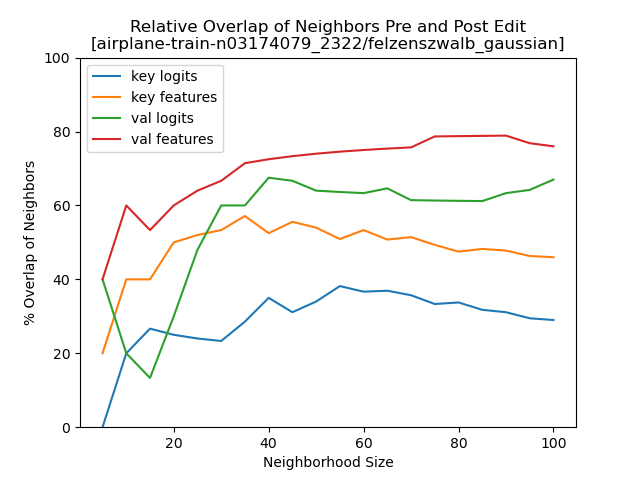 Relative Overlap of Neighbors Pre and Post Edit
[airplane-train-n03174079_2322/felzenszwalb_gaussian]
key logits
key features
val logits
val features
% Overlap of Neighbors
100
80
60
40
20
0
20 40 60 80 100
Neighborhood Size